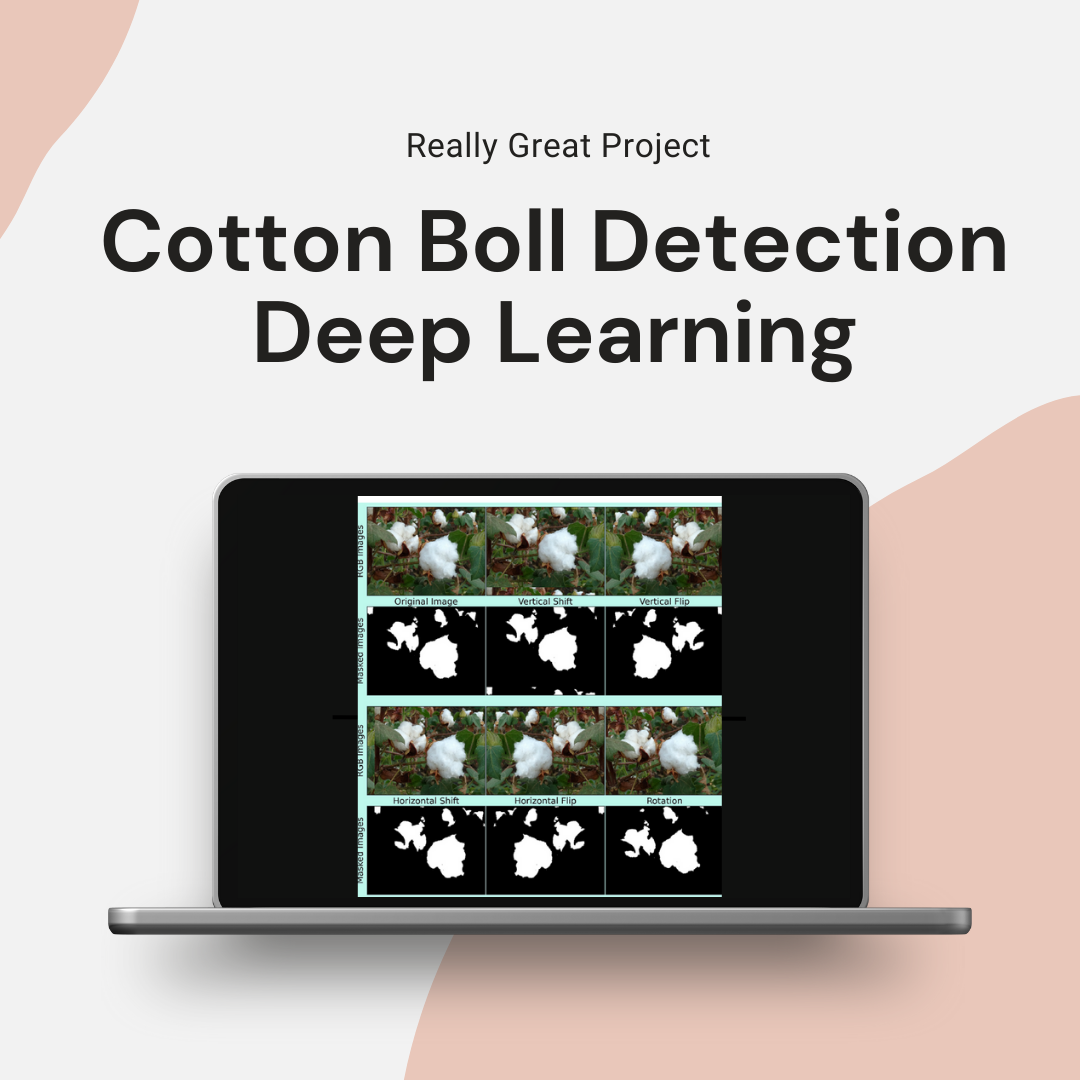 Really Great Project
Cotton Boll Detection
Deep Learning
RGB Images
Original Image
Vertical Shift
Vertical Flip
Masked Images
RGB Images
Horizontal Shift
Horizontal Flip
Rotation
Masked Images